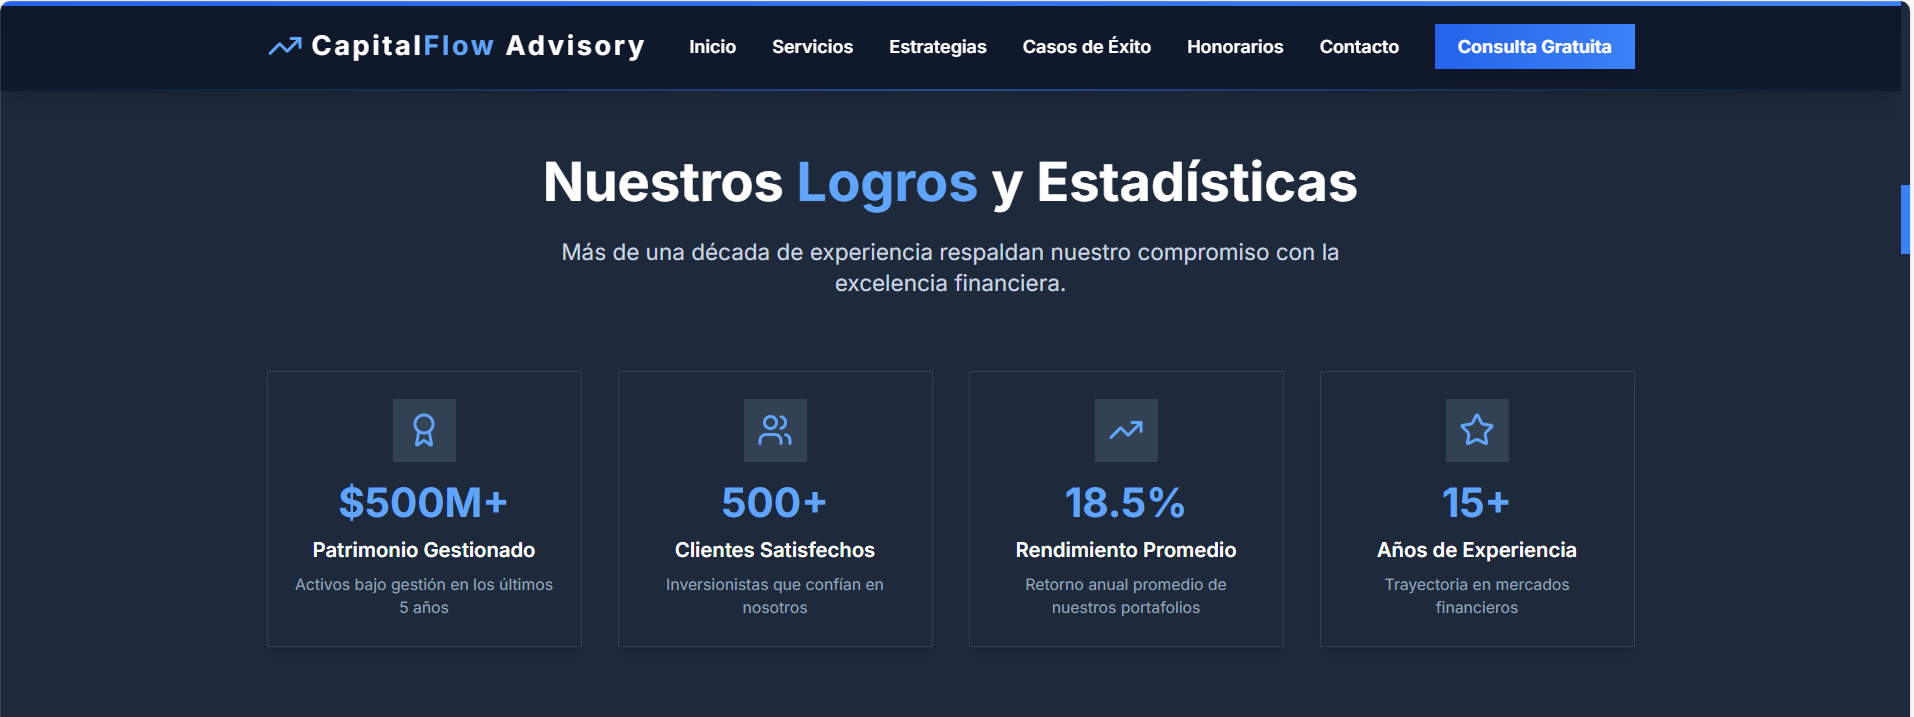 CapitalFlow Advisory
Inicio
Servicios
Estrategias
Casos de Éxito
Honorarios
Contacto
Consulta Gratuita
Nuestros Logros y Estadísticas
Más de una década de experiencia respaldan nuestro compromiso con la
excelencia financiera.
$500M+
Patrimonio Gestionado
Activos bajo gestión en los últimos
5 años
500+
Clientes Satisfechos
Inversionistas que confían en
nosotros
18.5%
Rendimiento Promedio
Retorno anual promedio de
nuestros portafolios
15+
Años de Experiencia
Trayectoria en mercados
financieros